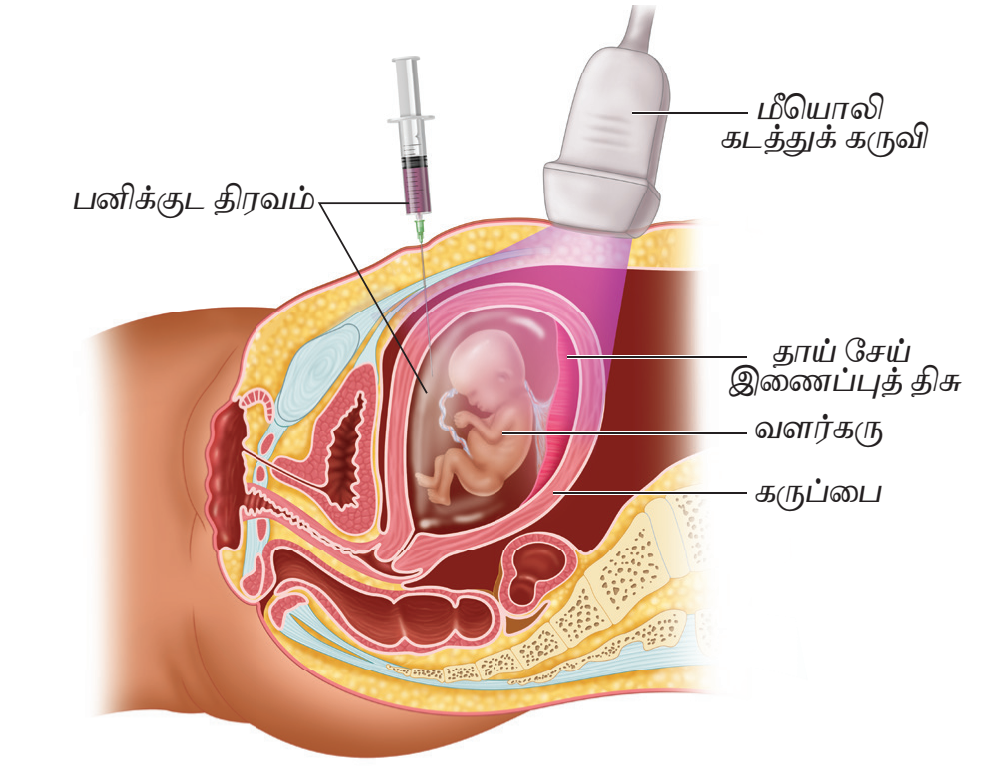 மீயொலி
கடத்துக் கருவி
பனிக்குட திரவம்
தாய் சேய்
இணைப்புத் திசு
வளர்கரு
கருப்பை